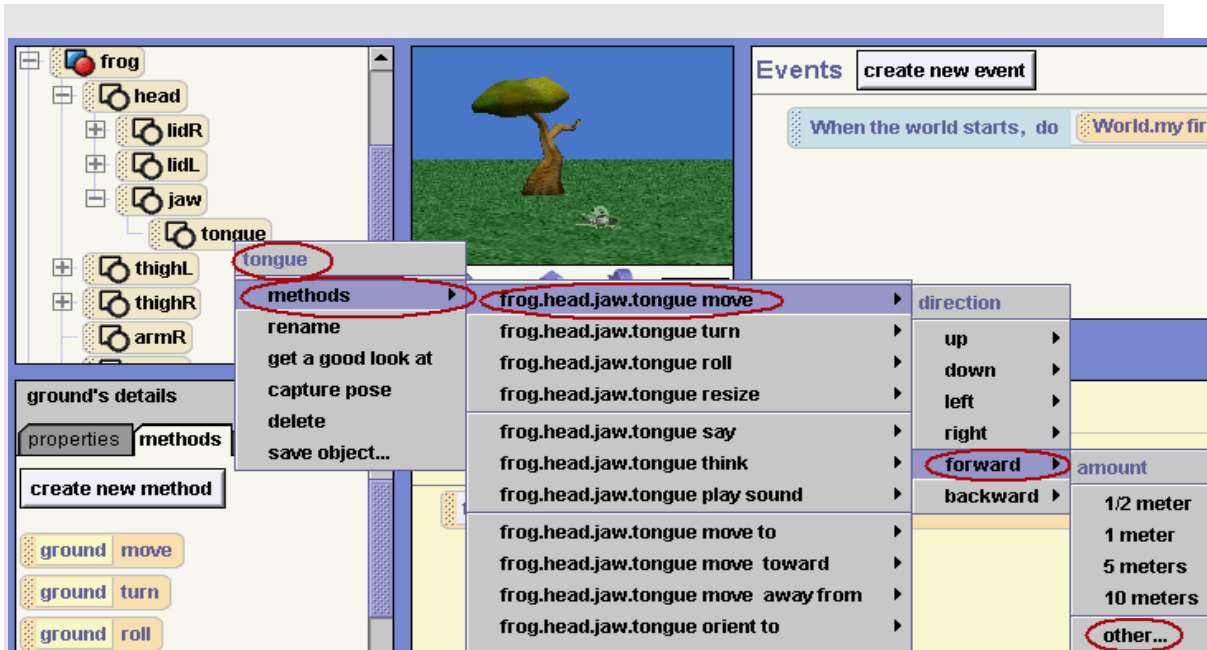 frog
head
lidR
lidL
jaw
tongue
thighL
thighR
armR
tongue
methods
rename
get a good look at
capture pose
delete
save object...
frog.head.jaw.tongue move
frog.head.jaw.tongue turn
frog.head.jaw.tongue roll
frog.head.jaw.tongue resize
frog.head.jaw.tongue say
frog.head.jaw.tongue think
frog.head.jaw.tongue play sound
frog.head.jaw.tongue move to
frog.head.jaw.tongue move toward
frog.head.jaw.tongue move away from
frog.head.jaw.tongue orient to
direction
up
down
left
right
forward
backward
amount
1/2 meter
1 meter
5 meters
10 meters
other...
Events create new event
When the world starts, do World.my fir
ground's details
properties methods
create new method
ground move
ground turn
ground roll